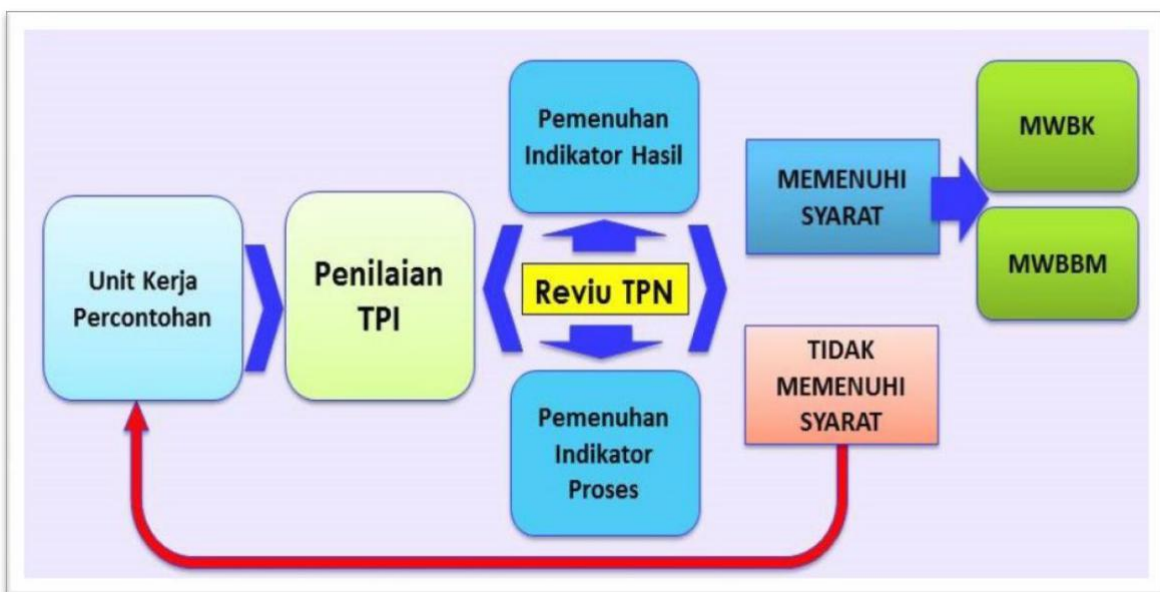 Unit Kerja
Percontohan
Penilaian
TPI
Pemenuhan
Indikator Hasil
Reviu TPN
Pemenuhan
Indikator
Proses
MEMENUHI
SYARAT
TIDAK
MEMENUHI
SYARAT
MWBK
MWBBM